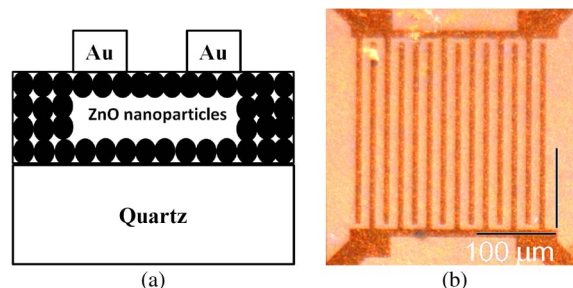 Au Au
ZnO nanoparticles
Quartz
100 μm
(a) (b)